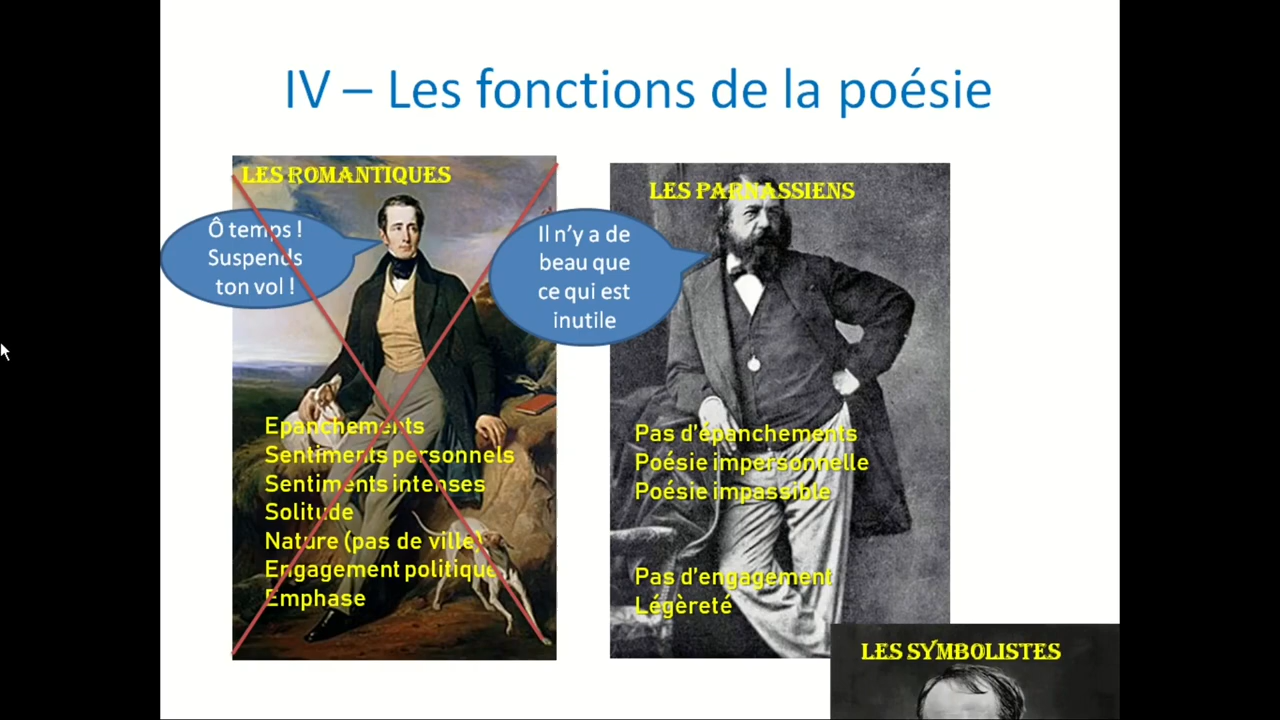 IV – Les fonctions de la poésie
LES ROMANTIQUES
Ô temps !
Suspends
ton vol !
Epanchements
Sentiments personnels
Sentiments intenses
Solitude
Nature (pas de ville)
Engagement politique
Emphase
LES PARNASSIENS
Il n’y a de
beau que
ce qui est
inutile
Pas d’épanchements
Poésie impersonnelle
Poésie impassible
Pas d’engagement
Légèreté
LES SYMBOLISTES